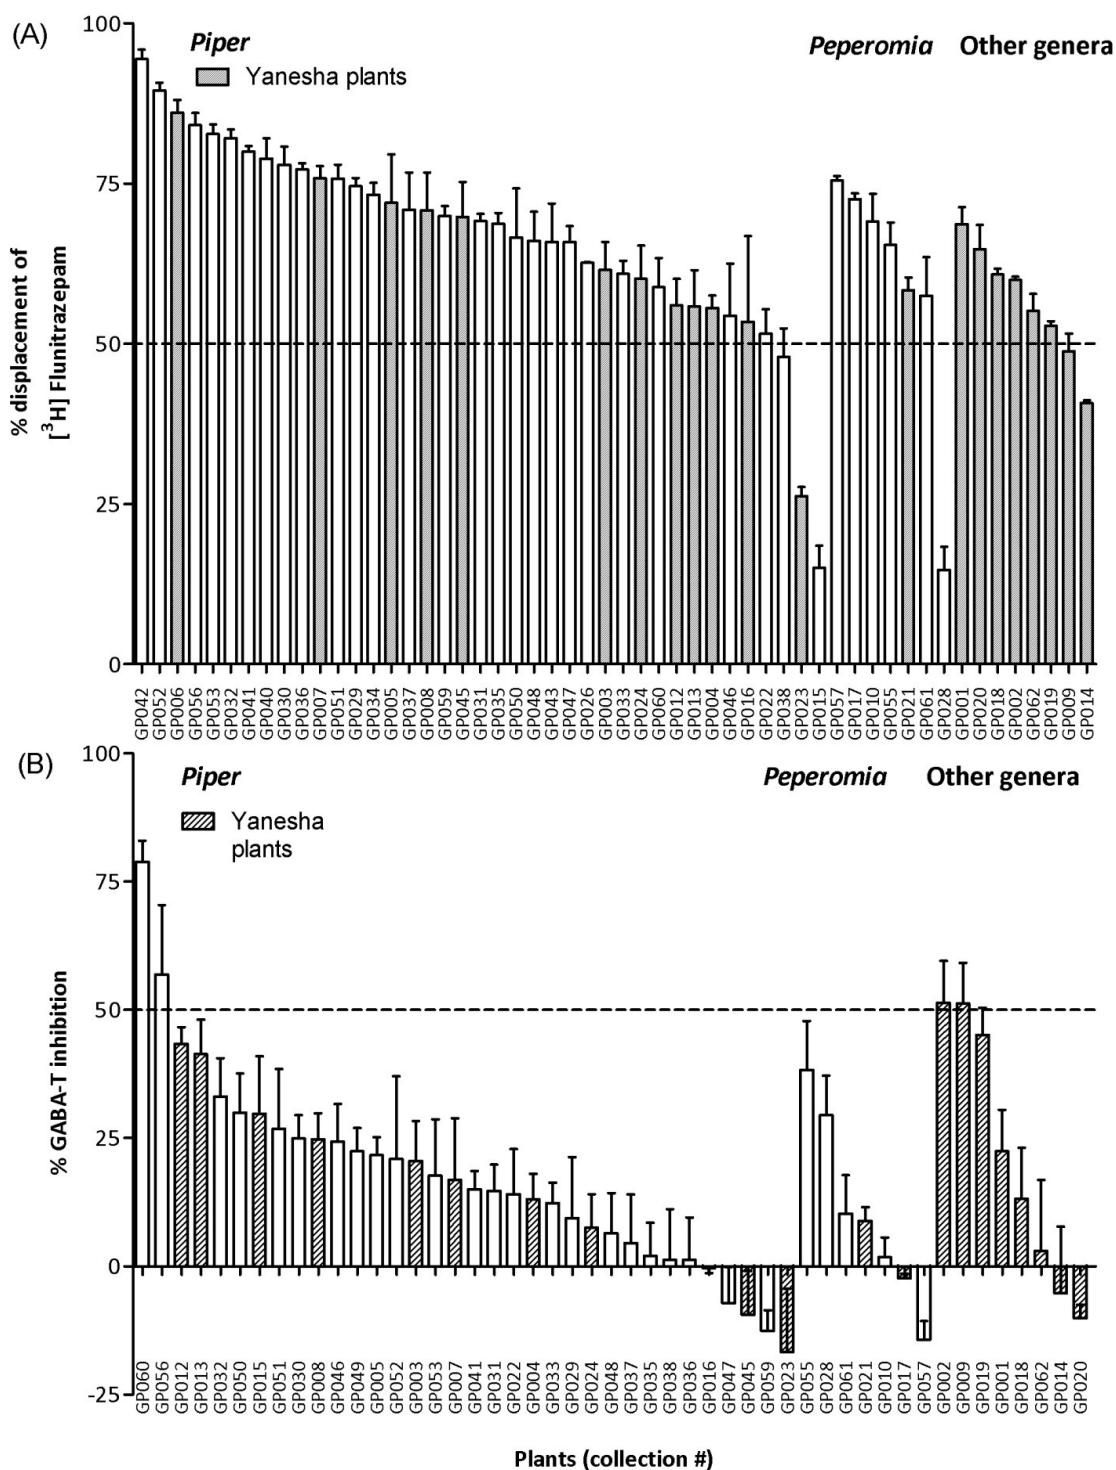 (A)
Piper
Yanesha plants
Peperomia
Other genera
% displacement of
[³H] Flunitrazepam
100
75
50
25
0
GP042
GP052
GP006
GP056
GP053
GP032
GP041
GP040
GP030
GP036
GP007
GP051
GP029
GP034
GP005
GP037
GP008
GP059
GP045
GP031
GP035
GP050
GP048
GP043
GP047
GP026
GP003
GP033
GP024
GP060
GP012
GP013
GP004
GP046
GP016
GP022
GP038
GP023
GP015
GP057
GP017
GP010
GP055
GP021
GP061
GP028
GP001
GP020
GP018
GP002
GP062
GP019
GP009
GP014
(B)
Piper
Yanesha
plants
Peperomia
Other genera
% GABA-T inhibition
100
75
50
25
0
-25
GP060
GP056
GP012
GP013
GP032
GP050
GP015
GP051
GP030
GP008
GP046
GP049
GP005
GP052
GP003
GP053
GP007
GP041
GP031
GP022
GP004
GP033
GP029
GP024
GP048
GP037
GP035
GP038
GP036
GP016
GP047
GP045
GP059
GP023
GP055
GP028
GP061
GP021
GP010
GP017
GP057
GP002
GP009
GP019
GP001
GP018
GP062
GP014
GP020
Plants (collection #)